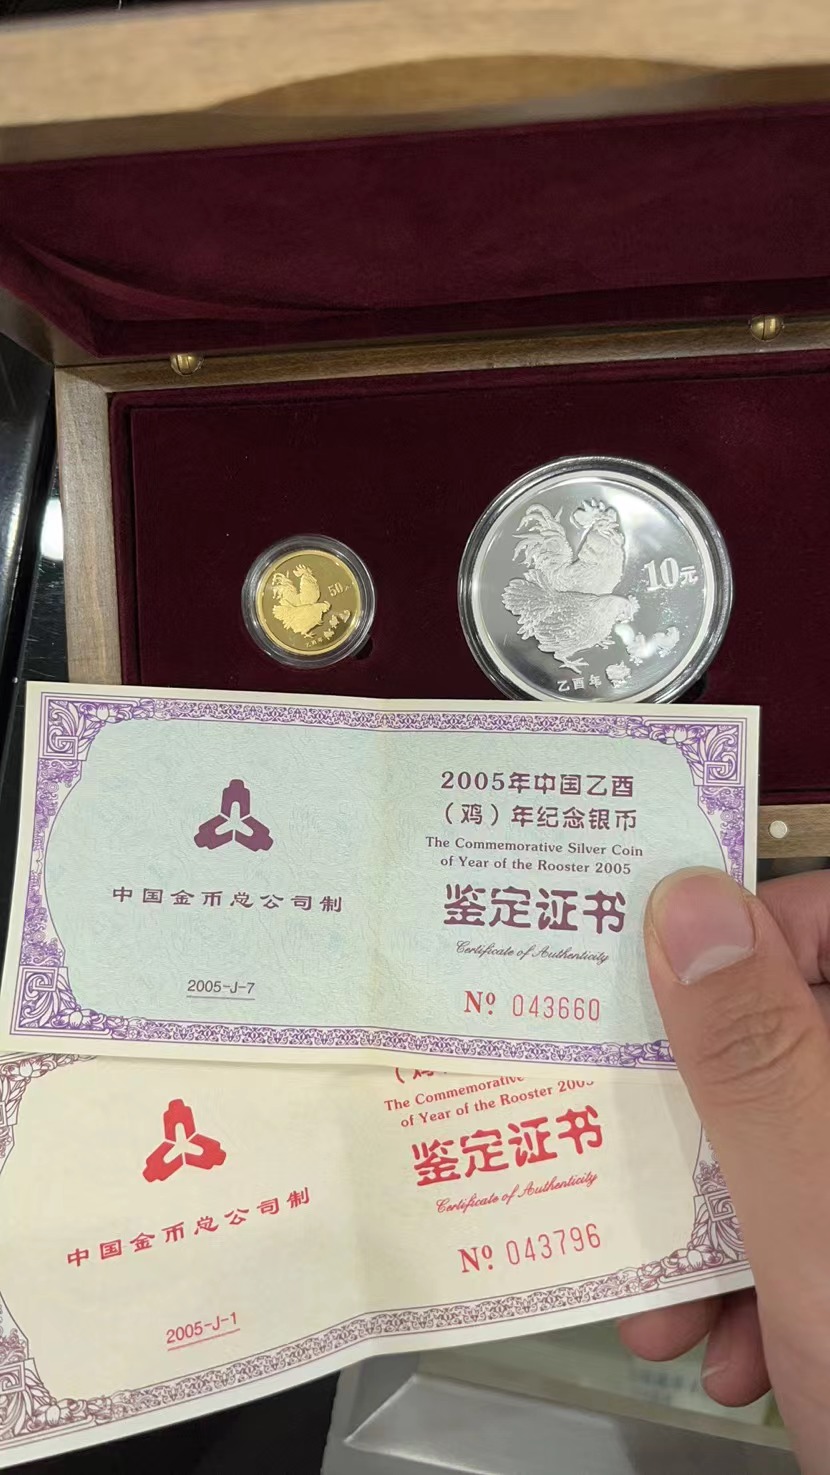 50
10元
乙酉年
2005年中国乙酉
（鸡）年纪念银币
The Commemorative Silver Coin
of Year of the Rooster 2005
鉴定证书
Certificate of Authenticity
中国金币总公司制
2005-J-7
Nº 043660
The Commemorative
of Year of the Rooster 2005
鉴定证书
Certificate of Authenticity
中国金币总公司制
Nº 043796
2005-J-1